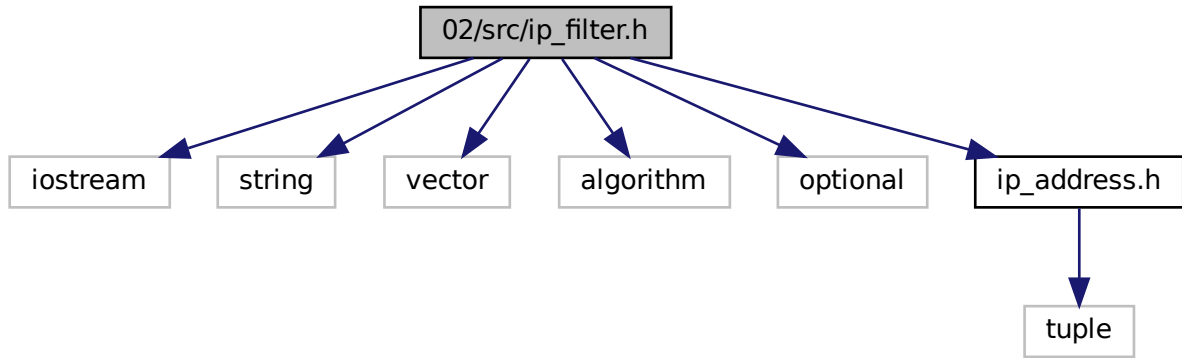 02/src/ip_filter.h
iostream
string
vector
algorithm
optional
ip_address.h
tuple